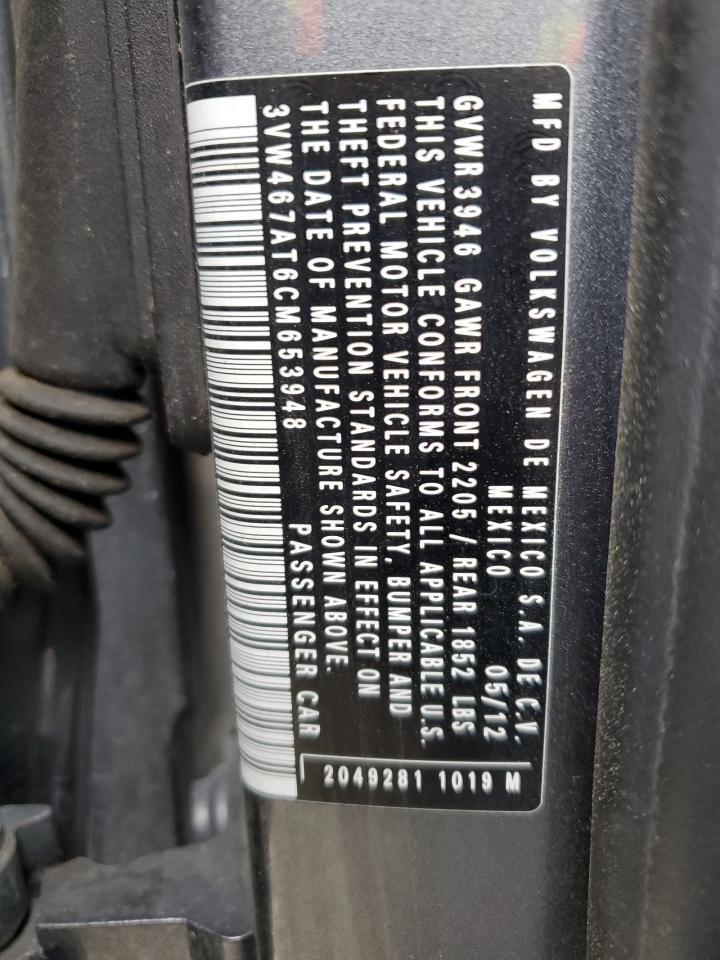 MFD BY VOLKSWAGEN DE MEXICO S.A. DE C.V.
MEXICO 05/12
GVWR 3946 GAWR FRONT 2205 / REAR 1852 LBS
THIS VEHICLE CONFORMS TO ALL APPLICABLE U.S.
FEDERAL MOTOR VEHICLE SAFETY, BUMPER AND
THEFT PREVENTION STANDARDS IN EFFECT ON
THE DATE OF MANUFACTURE SHOWN ABOVE.
3VW467AT6CM653948 PASSENGER CAR
2049281 1019 M